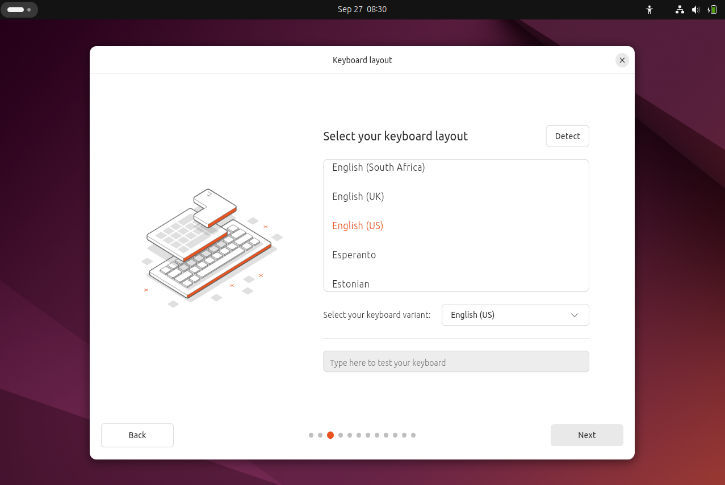 Sep 27 08:30
Keyboard layout
Select your keyboard layout
Detect
English (South Africa)
English (UK)
English (US)
Esperanto
Estonian
Select your keyboard variant:
English (US)
Type here to test your keyboard
Back
Next